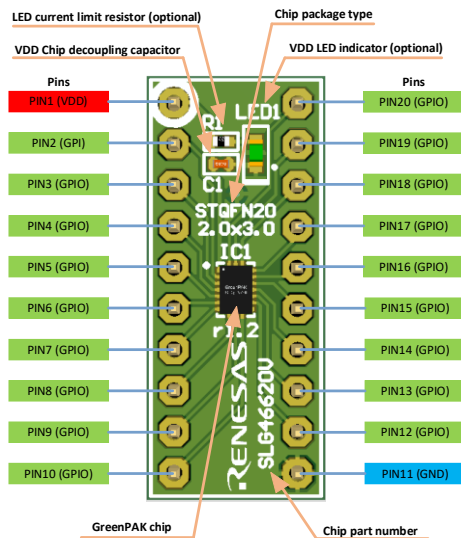 LED current limit resistor (optional)
Chip package type
VDD Chip decoupling capacitor
VDD LED indicator (optional)
Pins
Pins
PIN1 (VDD)
PIN20 (GPIO)
PIN2 (GPI)
PIN19 (GPIO)
PIN3 (GPIO)
PIN18 (GPIO)
PIN4 (GPIO)
PIN17 (GPIO)
PIN5 (GPIO)
PIN16 (GPIO)
PIN6 (GPIO)
PIN15 (GPIO)
PIN7 (GPIO)
PIN14 (GPIO)
PIN8 (GPIO)
PIN13 (GPIO)
PIN9 (GPIO)
PIN12 (GPIO)
PIN10 (GPIO)
PIN11 (GND)
LED1
R1
C1
STQFN20
2.0x3.0
IC1
GreenPAK
RENESAS
SLG46620V
GreenPAK chip
Chip part number